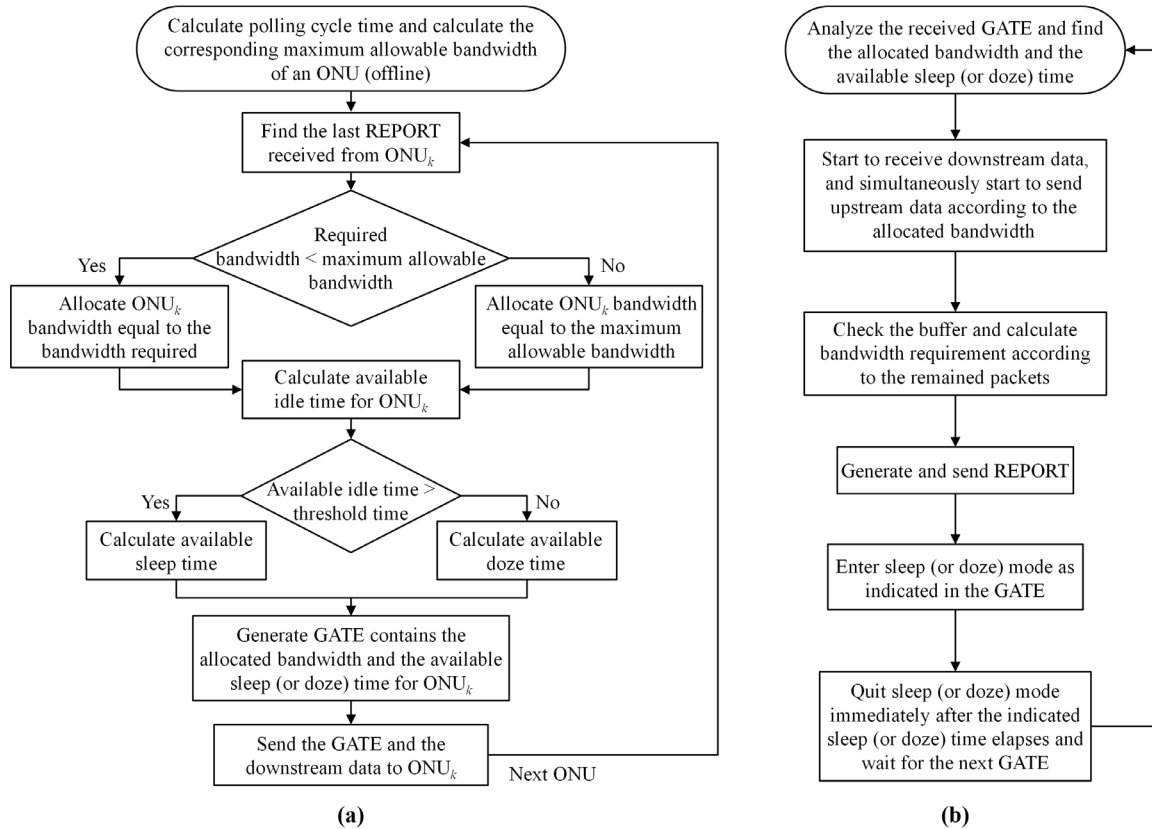 Calculate polling cycle time and calculate the
corresponding maximum allowable bandwidth
of an ONU (offline)
Find the last REPORT
received from ONUk
Required
bandwidth < maximum allowable
bandwidth
Yes
No
Allocate ONUk
bandwidth equal to the
bandwidth required
Allocate ONUk bandwidth
equal to the maximum
allowable bandwidth
Calculate available
idle time for ONUk
Available idle time >
threshold time
Yes
No
Calculate available
sleep time
Calculate available
doze time
Generate GATE contains the
allocated bandwidth and the available
sleep (or doze) time for ONUk
Send the GATE and the
downstream data to ONUk
Next ONU
(a)
Analyze the received GATE and find
the allocated bandwidth and the
available sleep (or doze) time
Start to receive downstream data,
and simultaneously start to send
upstream data according to the
allocated bandwidth
Check the buffer and calculate
bandwidth requirement according
to the remained packets
Generate and send REPORT
Enter sleep (or doze) mode as
indicated in the GATE
Quit sleep (or doze) mode
immediately after the indicated
sleep (or doze) time elapses and
wait for the next GATE
(b)